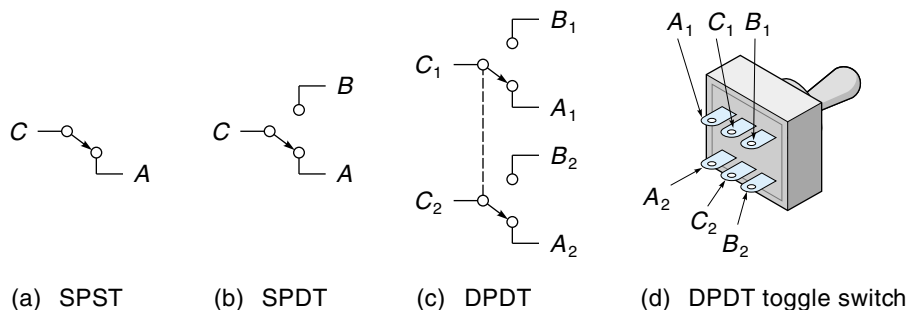 C
A
C
B
A
C₁
B₁
A₁
C₂
B₂
A₂
A₁ C₁ B₁
A₂
C₂
B₂
(a) SPST
(b) SPDT
(c) DPDT
(d) DPDT toggle switch